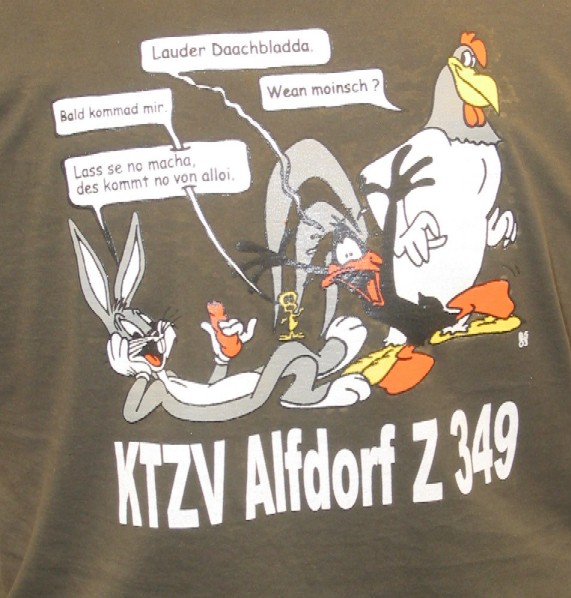 Lauder Daachbladda.
Wean moinsch ?
Bald kommad mir.
Lass se no macha,
des kommt no von alloi.
KTZV Alfdorf Z 349